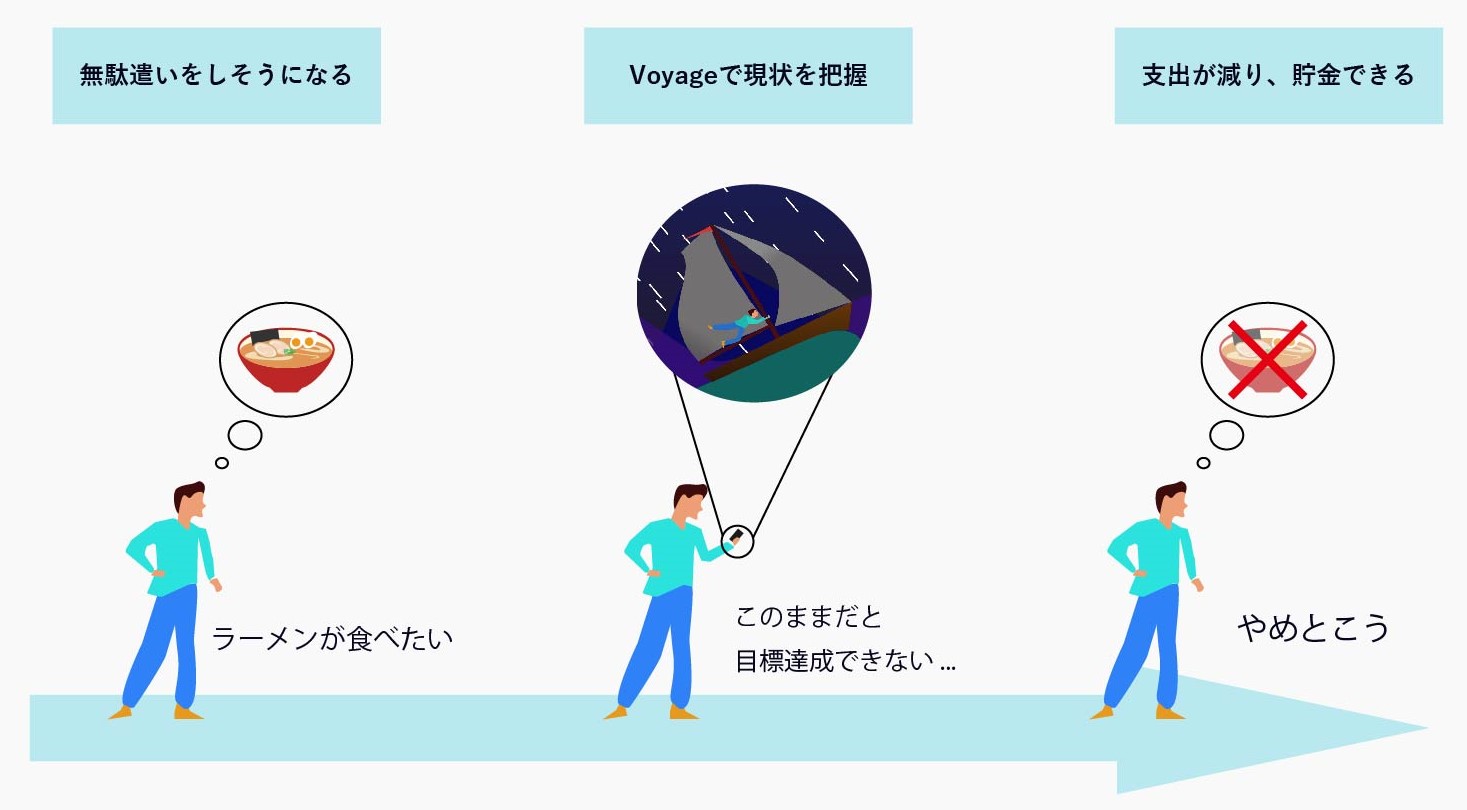 無駄遣いをしそうになる
Voyageで現状を把握
支出が減り、貯金できる
ラーメンが食べたい
このままだと
目標達成できない...
やめとこう